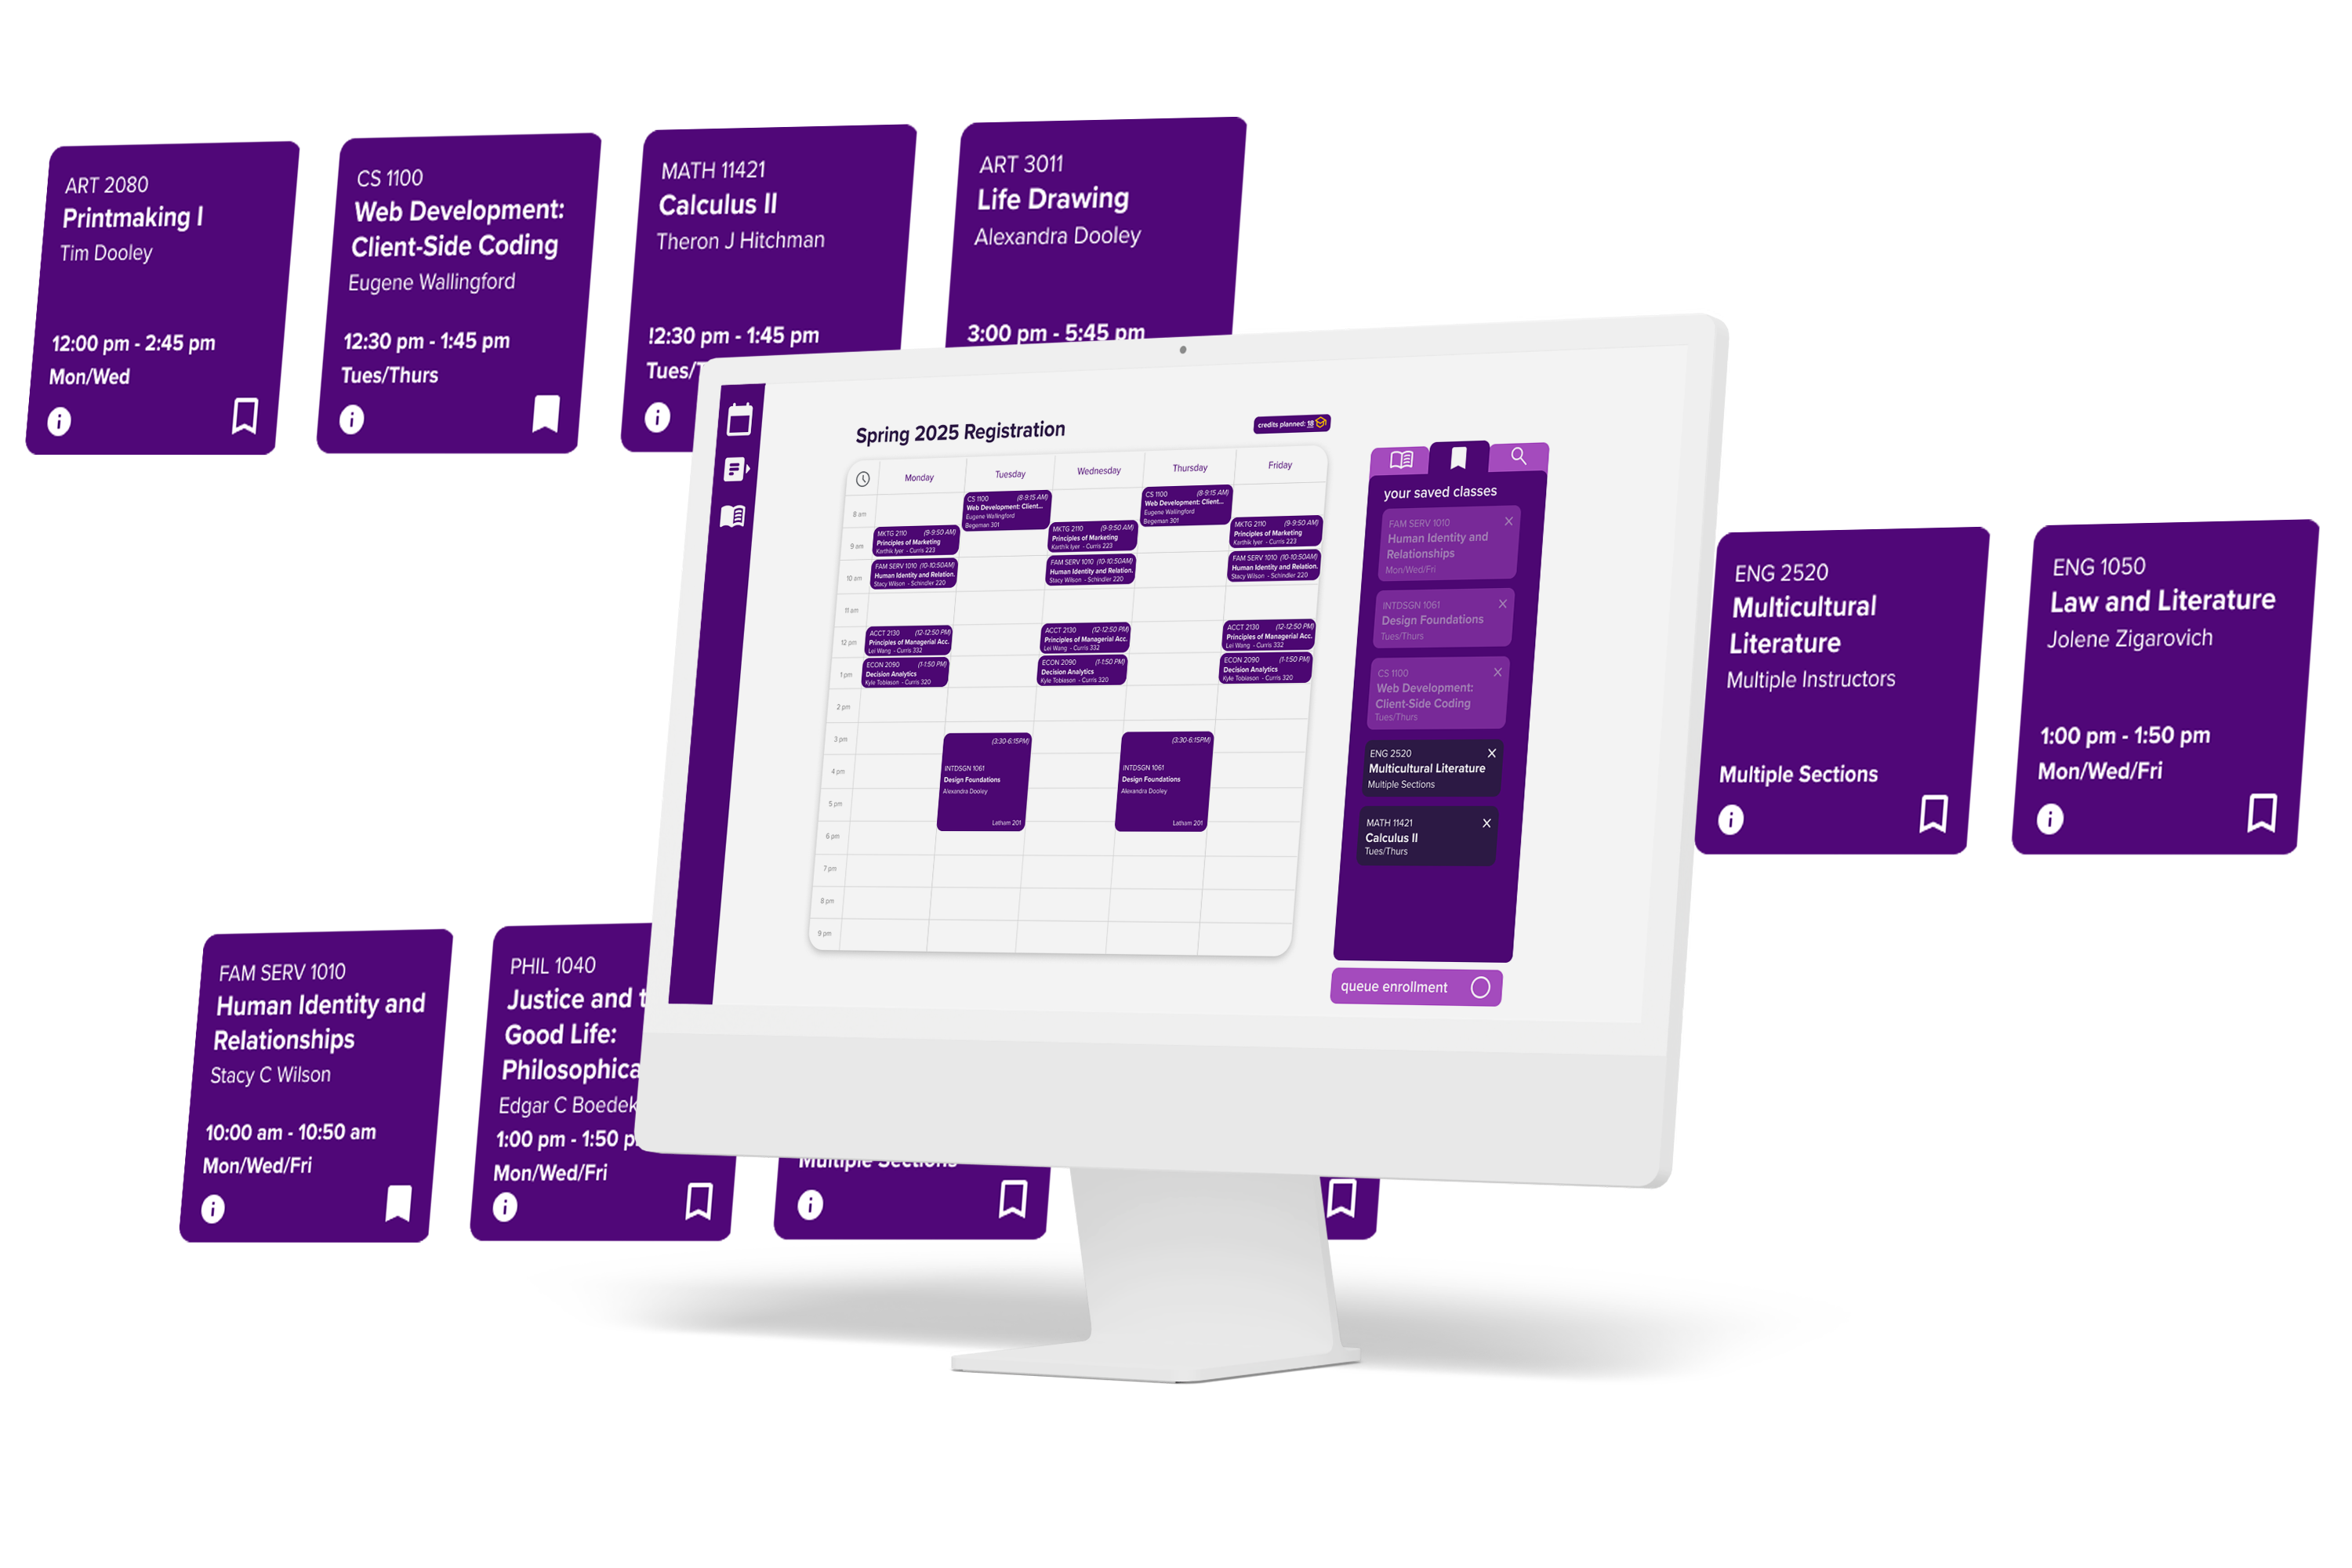 ART 2080
Printmaking I
Tim Dooley
12:00 pm - 2:45 pm
Mon/Wed
CS 1100
Web Development:
Client-Side Coding
Eugene Wallingford
12:30 pm - 1:45 pm
Tues/Thurs
MATH 11421
Calculus II
Theron J Hitchman
!2:30 pm - 1:45 pm
Tues/
ART 3011
Life Drawing
Alexandra Dooley
3:00 pm - 5:45 pm
Spring 2025 Registration
credits planned: 18
Monday Tuesday Wednesday Thursday Friday
8 am
9 am
10 am
11 am
12 pm
1 pm
2 pm
3 pm
4 pm
5 pm
6 pm
7 pm
8 pm
9 pm
MKTG 2110 (9-9:50 AM)
Principles of Marketing
Karthik Iyer - Curris 223
FAM SERV 1010 (10-10:50AM)
Human Identity and Relation.
Stacy Wilson - Schindler 220
ACCT 2130 (12-12:50 PM)
Principles of Managerial Acc.
Lei Wang - Curris 332
ECON 2090 (1-1:50 PM)
Decision Analytics
Kyle Tobiason - Curris 320
CS 1100 (8-9:15 AM)
Web Development: Client...
Eugene Wallingford
Begeman 301
(3:30-6:15PM)
INTDSGN 1061
Design Foundations
Alexandra Dooley
Latham 201
MKTG 2110 (9-9:50 AM)
Principles of Marketing
Karthik Iyer - Curris 223
FAM SERV 1010 (10-10:50AM)
Human Identity and Relation.
Stacy Wilson - Schindler 220
ACCT 2130 (12-12:50 PM)
Principles of Managerial Acc.
Lei Wang - Curris 332
ECON 2090 (1-1:50 PM)
Decision Analytics
Kyle Tobiason - Curris 320
CS 1100 (8-9:15 AM)
Web Development: Client...
Eugene Wallingford
Begeman 301
(3:30-6:15PM)
INTDSGN 1061
Design Foundations
Alexandra Dooley
Latham 201
MKTG 2110 (9-9:50 AM)
Principles of Marketing
Karthik Iyer - Curris 223
FAM SERV 1010 (10-10:50AM)
Human Identity and Relation.
Stacy Wilson - Schindler 220
ACCT 2130 (12-12:50 PM)
Principles of Managerial Acc.
Lei Wang - Curris 332
ECON 2090 (1-1:50 PM)
Decision Analytics
Kyle Tobiason - Curris 320
your saved classes
FAM SERV 1010
Human Identity and
Relationships
Mon/Wed/Fri
INTDSGN 1061
Design Foundations
Tues/Thurs
CS 1100
Web Development:
Client-Side Coding
Tues/Thurs
ENG 2520
Multicultural Literature
Multiple Sections
MATH 11421
Calculus II
Tues/Thurs
queue enrollment
ENG 2520
Multicultural
Literature
Multiple Instructors
Multiple Sections
ENG 1050
Law and Literature
Jolene Zigarovich
1:00 pm - 1:50 pm
Mon/Wed/Fri
FAM SERV 1010
Human Identity and
Relationships
Stacy C Wilson
10:00 am - 10:50 am
Mon/Wed/Fri
PHIL 1040
Justice and t
Good Life:
Philosophica
Edgar C Boedek
1:00 pm - 1:50 p
Mon/Wed/Fri
Multiple Sections